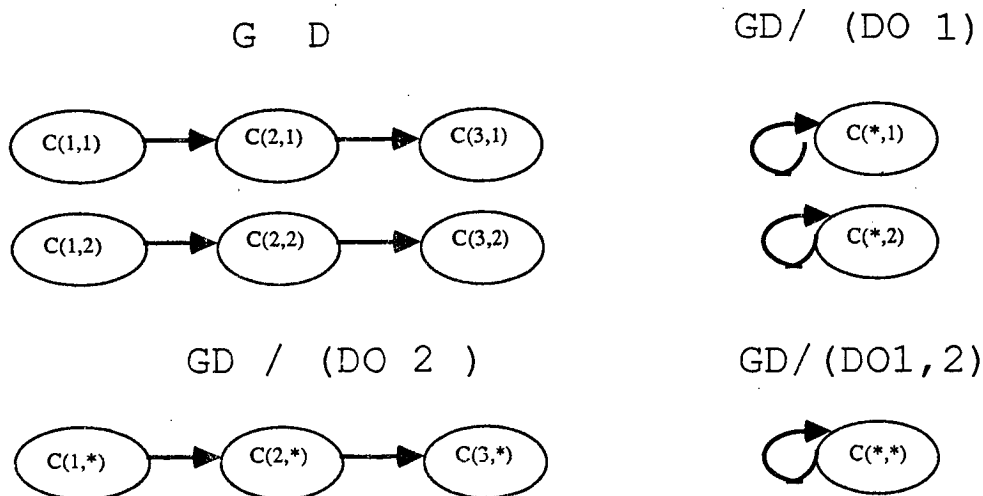 G D
GD/ (DO 1)
C(1,1) C(2,1) C(3,1)
C(*,1)
C(1,2) C(2,2) C(3,2)
C(*,2)
GD / (DO 2 )
GD/(DO1,2)
C(1,*) C(2,*) C(3,*)
C(*,*)